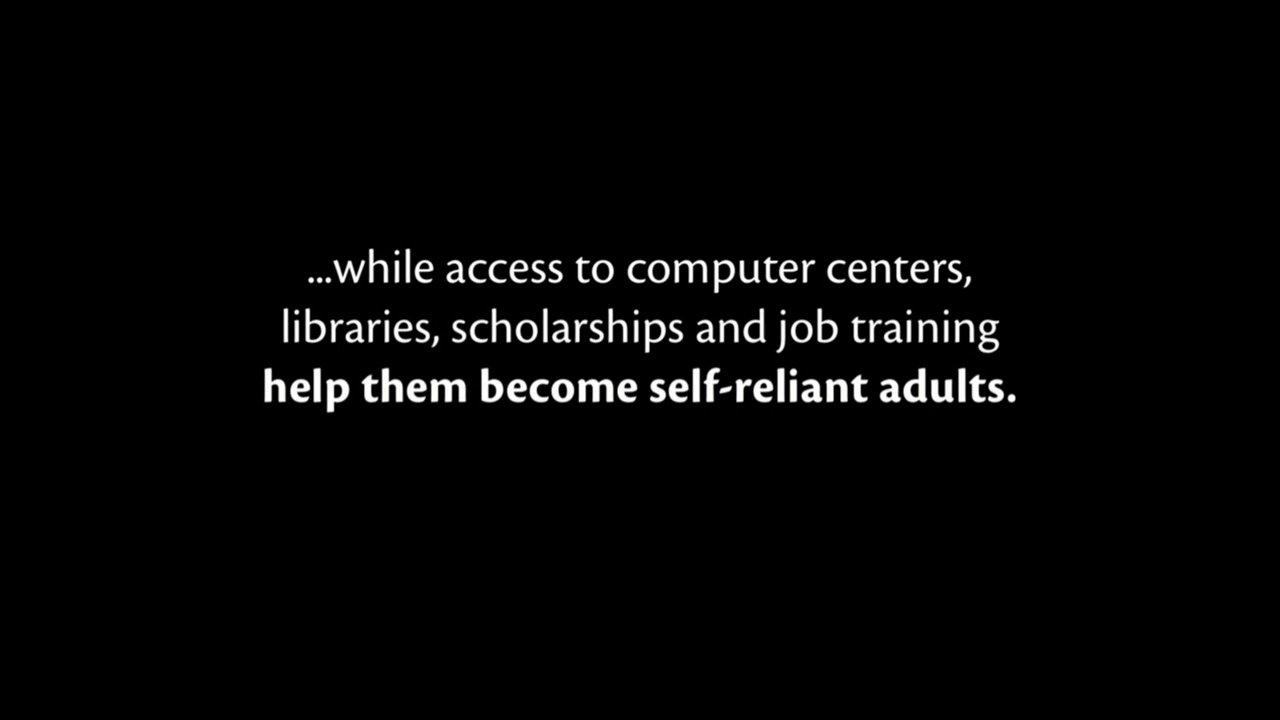 ...while access to computer centers,
libraries, scholarships and job training
help them become self-reliant adults.